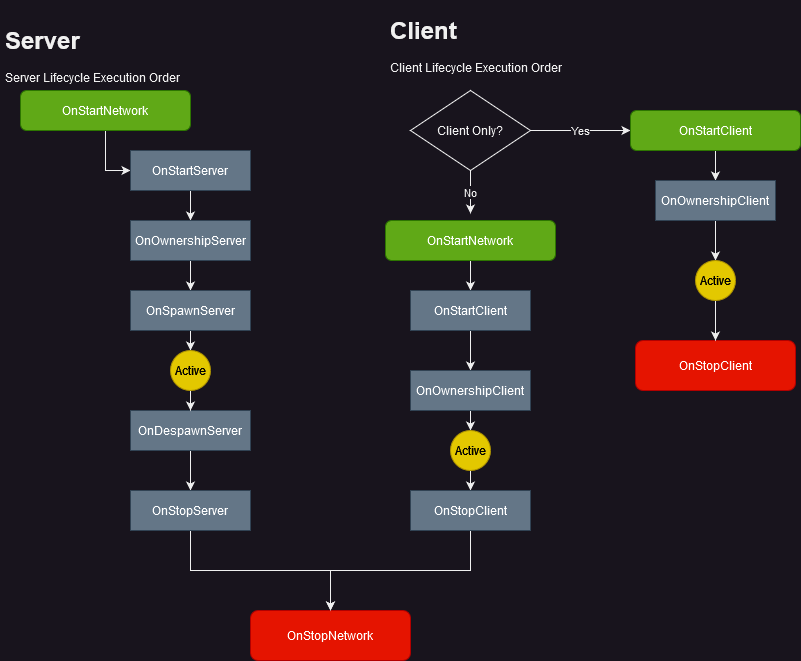 Server
Server Lifecycle Execution Order
OnStartNetwork
OnStartServer
OnOwnershipServer
OnSpawnServer
Active
OnDespawnServer
OnStopServer
Client
Client Lifecycle Execution Order
Client Only?
Yes
No
OnStartNetwork
OnStartClient
OnOwnershipClient
Active
OnStopClient
OnStartClient
OnOwnershipClient
Active
OnStopClient
OnStopNetwork